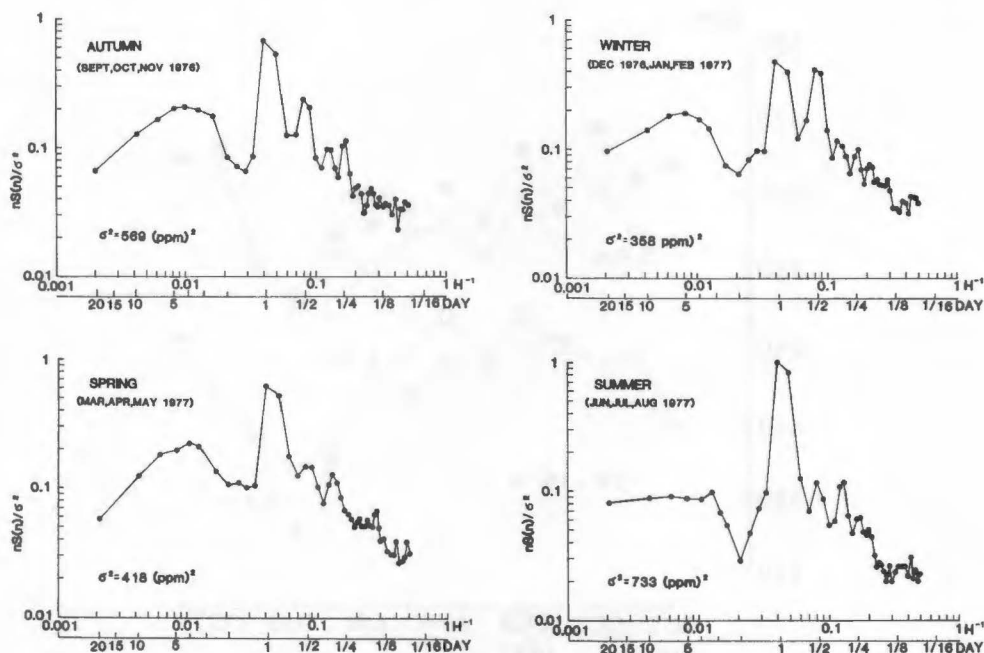 1
AUTUMN
(SEPT,OCT,NOV 1976)
nS(n)/σ²
0.1
σ²=569 (ppm)²
0.01
0.001 0.01 0.1 1 H⁻¹
20 15 10 5 1 1/2 1/4 1/8 1/16 DAY
1
WINTER
(DEC 1976,JAN,FEB 1977)
nS(n)/σ²
0.1
σ²=358 ppm)²
0.01
0.001 0.01 0.1 1 H⁻¹
20 15 10 5 1 1/2 1/4 1/8 1/16 DAY
1
SPRING
(MAR,APR,MAY 1977)
nS(n)/σ²
0.1
σ²=418 (ppm)²
0.01
0.001 0.01 0.1 1 H⁻¹
20 15 10 5 1 1/2 1/4 1/8 1/16 DAY
1
SUMMER
(JUN,JUL,AUG 1977)
nS(n)/σ²
0.1
σ²=733 (ppm)²
0.01
0.001 0.01 0.1 1 H⁻¹
20 15 10 5 1 1/2 1/4 1/8 1/16 DAY